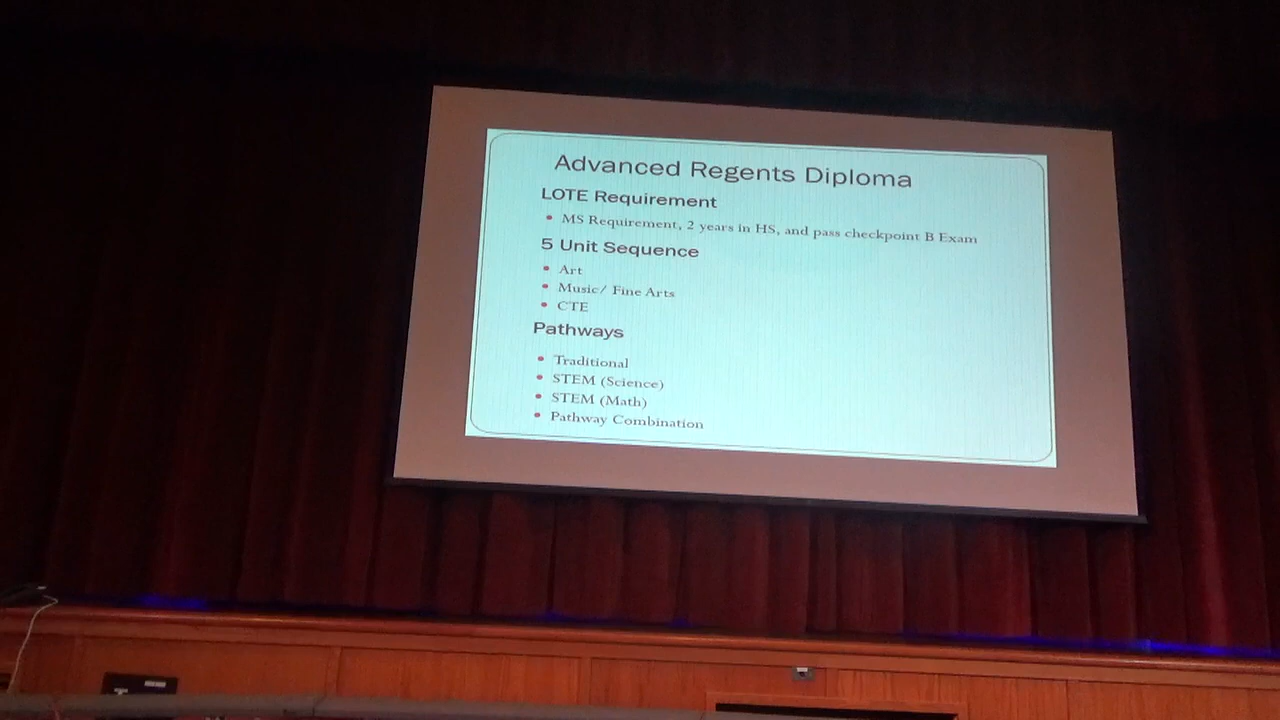 Advanced Regents Diploma
LOTE Requirement
• MS Requirement, 2 years in HS, and pass checkpoint B Exam
5 Unit Sequence
• Art
• Music/ Fine Arts
• CTE
Pathways
• Traditional
• STEM (Science)
• STEM (Math)
• Pathway Combination